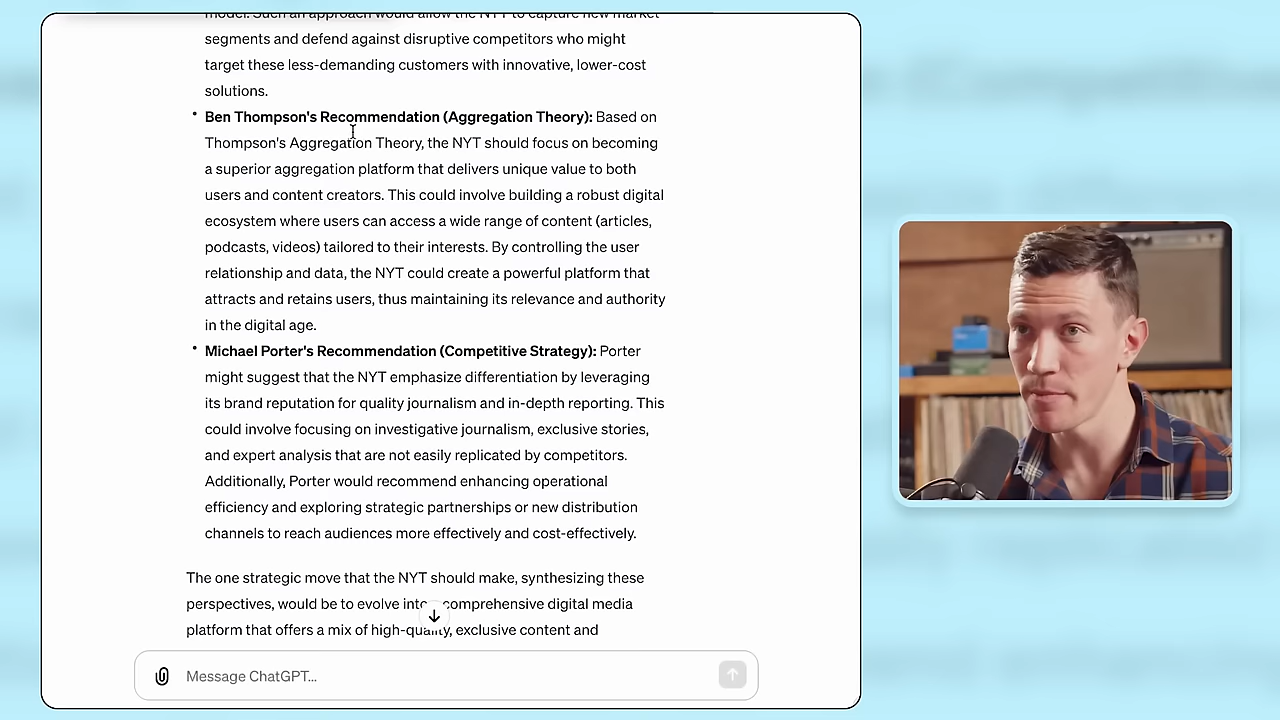 model. Such an approach would allow the NYT to capture new market
segments and defend against disruptive competitors who might
target these less-demanding customers with innovative, lower-cost
solutions.
• Ben Thompson's Recommendation (Aggregation Theory): Based on
Thompson's Aggregation Theory, the NYT should focus on becoming
a superior aggregation platform that delivers unique value to both
users and content creators. This could involve building a robust digital
ecosystem where users can access a wide range of content (articles,
podcasts, videos) tailored to their interests. By controlling the user
relationship and data, the NYT could create a powerful platform that
attracts and retains users, thus maintaining its relevance and authority
in the digital age.
• Michael Porter's Recommendation (Competitive Strategy): Porter
might suggest that the NYT emphasize differentiation by leveraging
its brand reputation for quality journalism and in-depth reporting. This
could involve focusing on investigative journalism, exclusive stories,
and expert analysis that are not easily replicated by competitors.
Additionally, Porter would recommend enhancing operational
efficiency and exploring strategic partnerships or new distribution
channels to reach audiences more effectively and cost-effectively.
The one strategic move that the NYT should make, synthesizing these
perspectives, would be to evolve into comprehensive digital media
platform that offers a mix of high-quality, exclusive content and
Message ChatGPT...